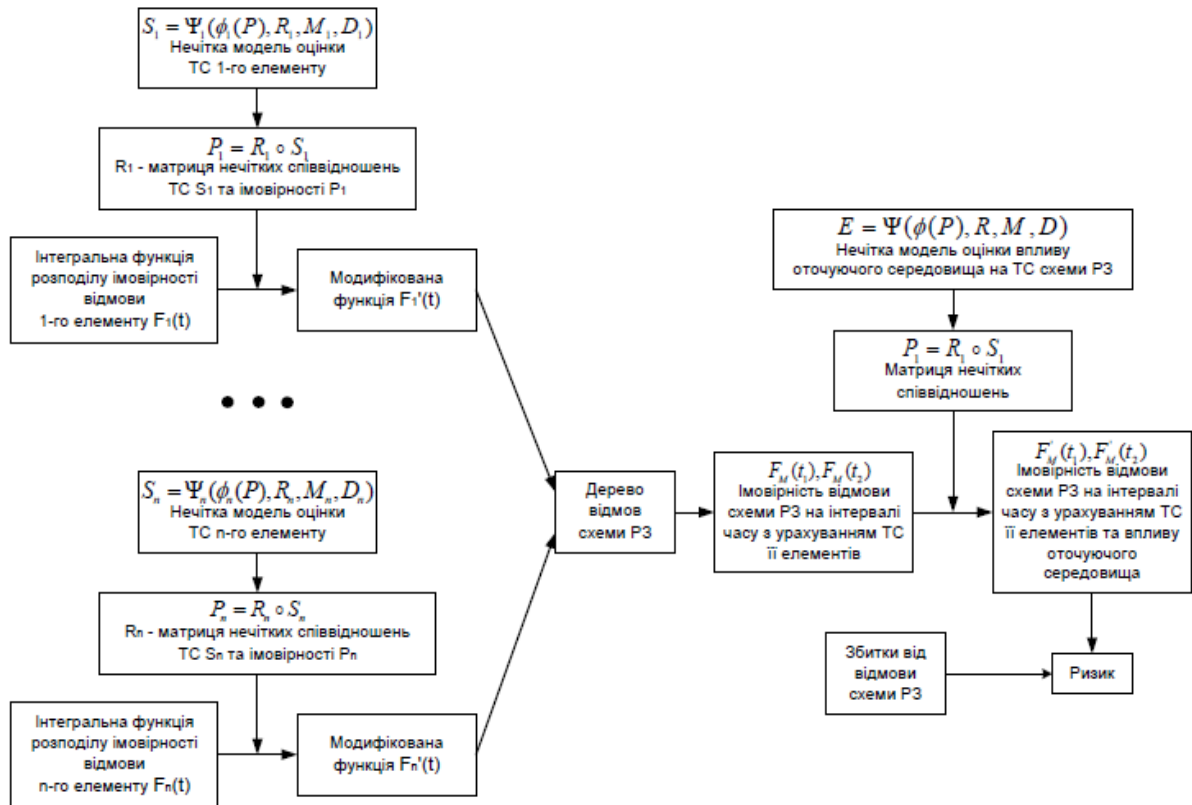 S₁ = Ψ₁(ϕ₁(P), R₁, M₁, D₁)
Нечітка модель оцінки
ТС 1-го елементу
P₁ = R₁ ∘ S₁
R₁ - матриця нечітких співвідношень
ТС S₁ та імовірності P₁
Інтегральна функція
розподілу імовірності
відмови
1-го елементу F₁(t)
Модифікована
функція F₁'(t)
• • •
Sₙ = Ψₙ(ϕₙ(P), Rₙ, Mₙ, Dₙ)
Нечітка модель оцінки
ТС n-го елементу
Pₙ = Rₙ ∘ Sₙ
Rₙ - матриця нечітких співвідношень
ТС Sₙ та імовірності Pₙ
Інтегральна функція
розподілу імовірності
відмови
n-го елементу Fₙ(t)
Модифікована
функція Fₙ'(t)
Дерево
відмов
схеми РЗ
F_M(t₁), F_M(t₂)
Імовірність відмови
схеми РЗ на інтервалі
часу з урахуванням ТС
її елементів
E = Ψ(ϕ(P), R, M, D)
Нечітка модель оцінки впливу
оточуючого середовища на ТС схеми РЗ
P₁ = R₁ ∘ S₁
Матриця нечітких
співвідношень
F'_M(t₁), F'_M(t₂)
Імовірність відмови
схеми РЗ на інтервалі
часу з урахуванням ТС
її елементів та впливу
оточуючого
середовища
Збитки від
відмови
схеми РЗ
Ризик